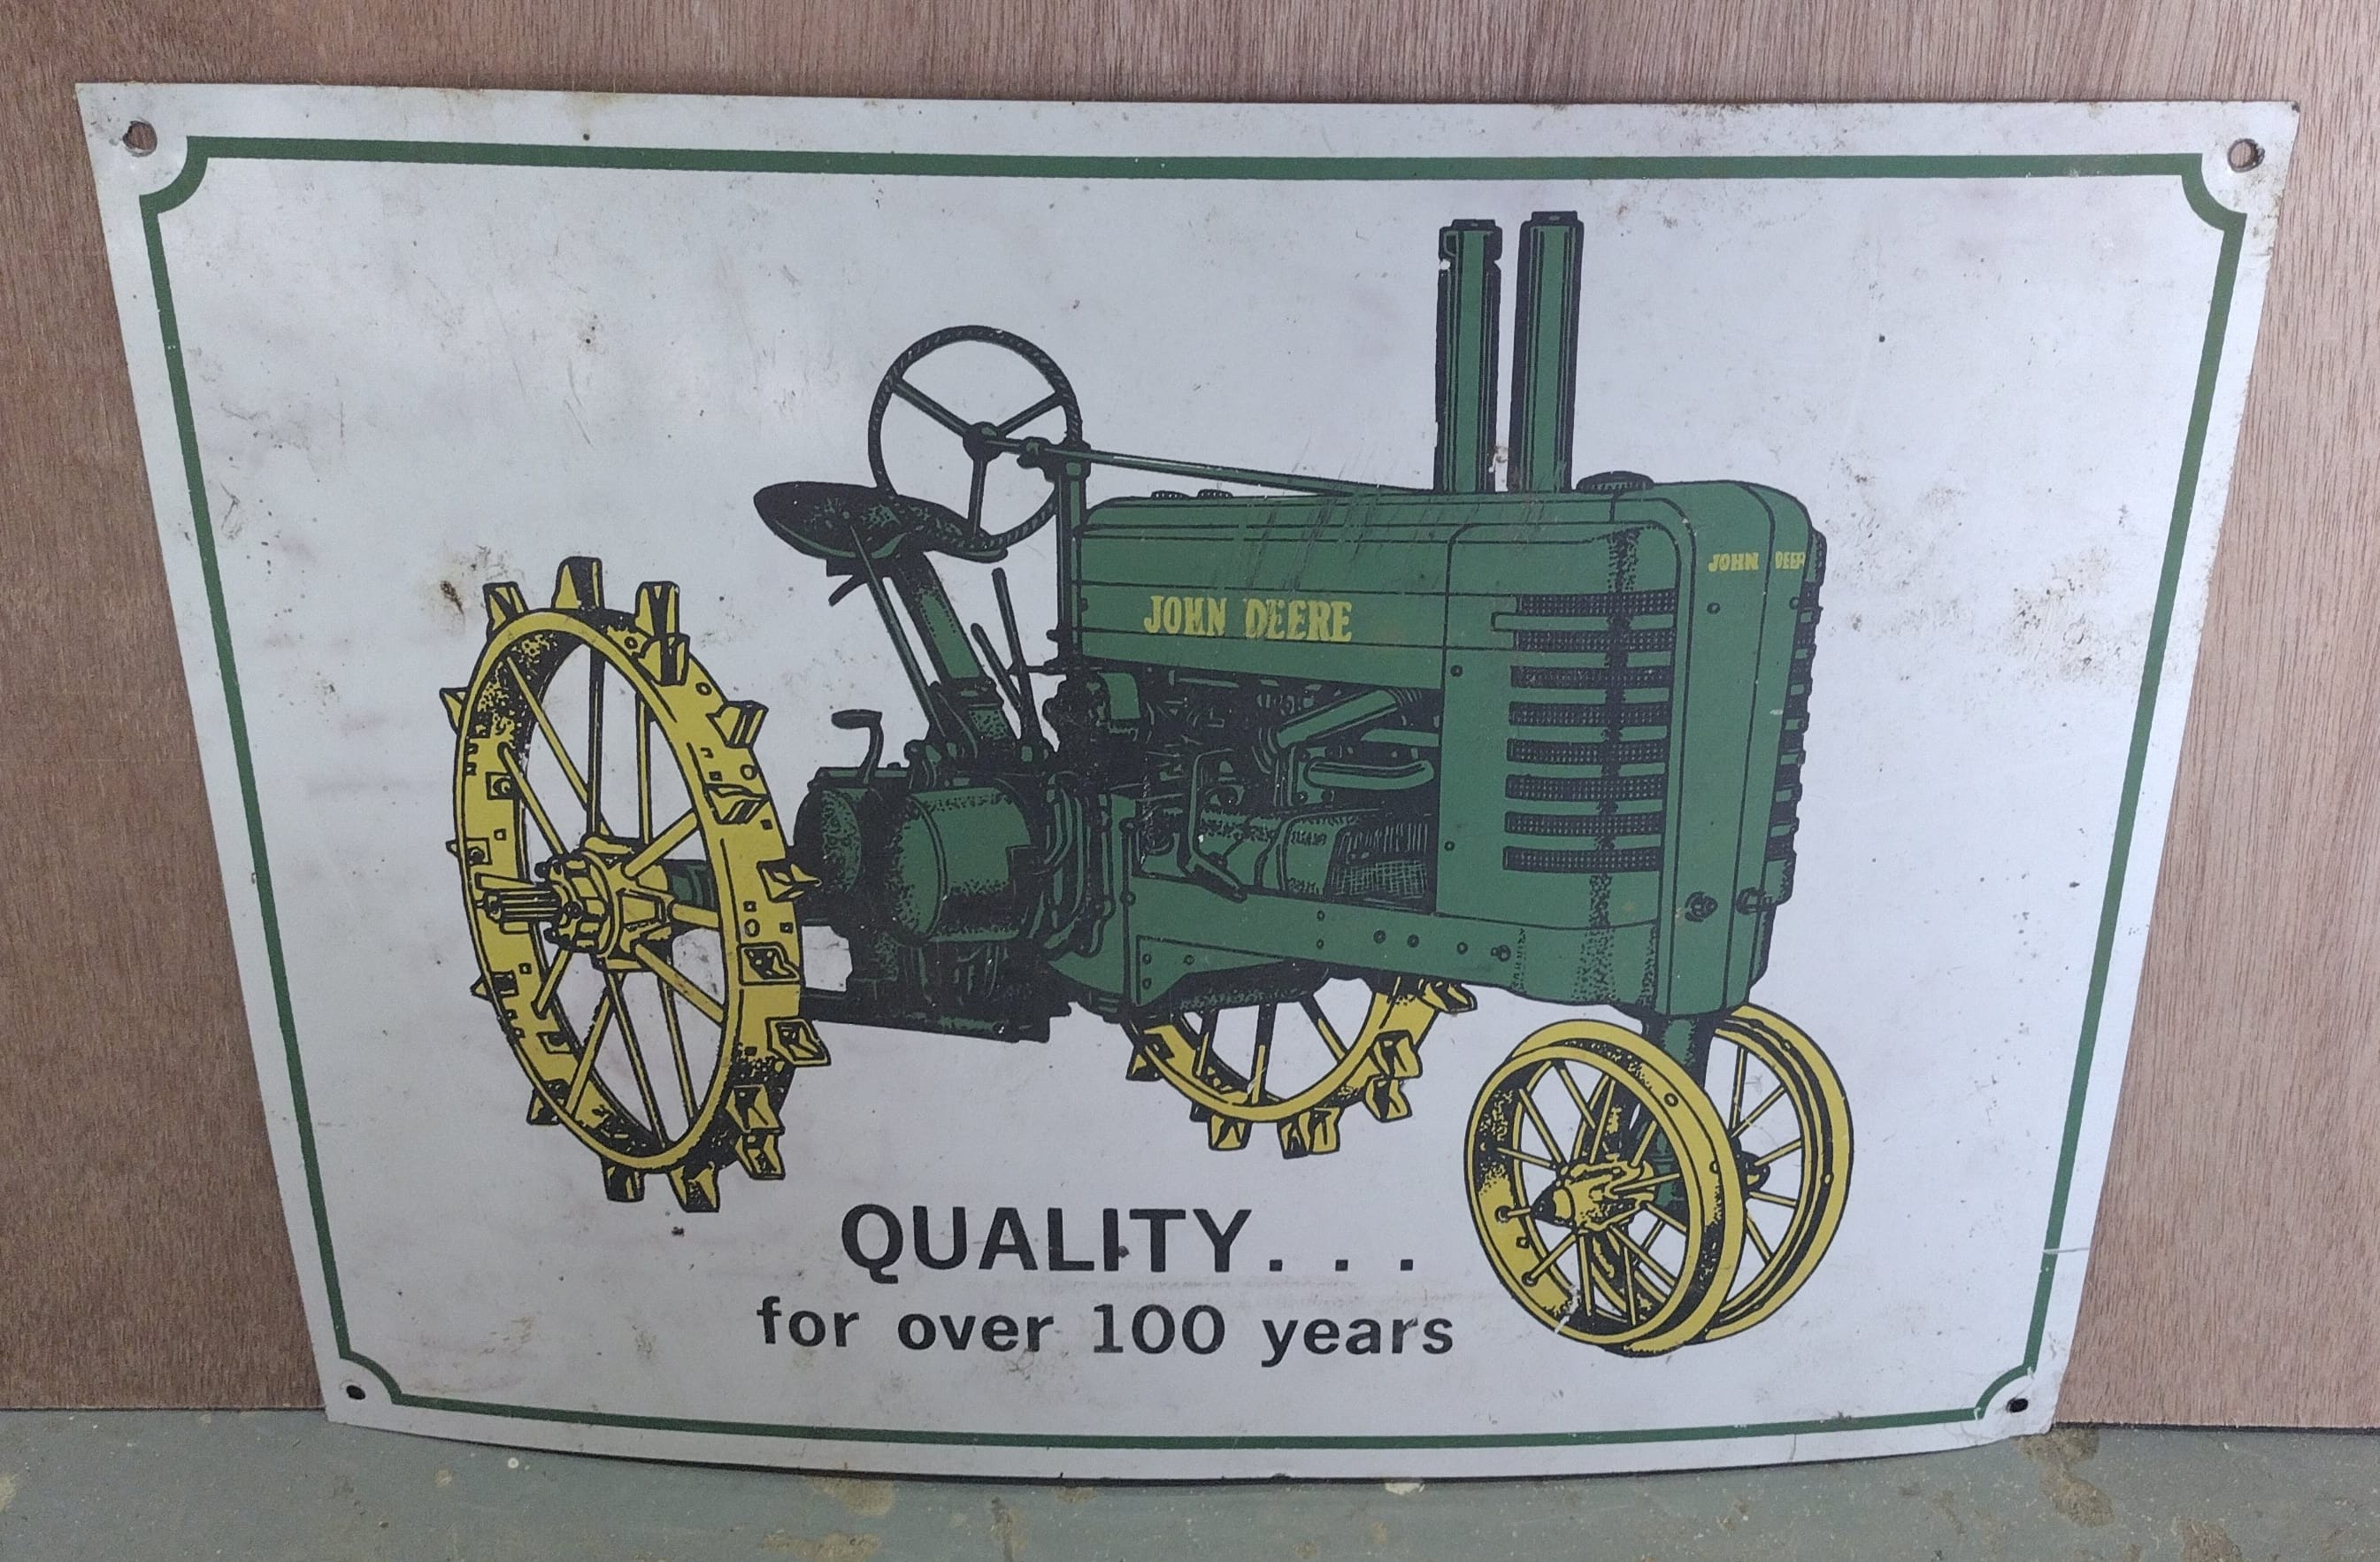 JOHN DEERE
JOHN DEERE
QUALITY. . .
for over 100 years